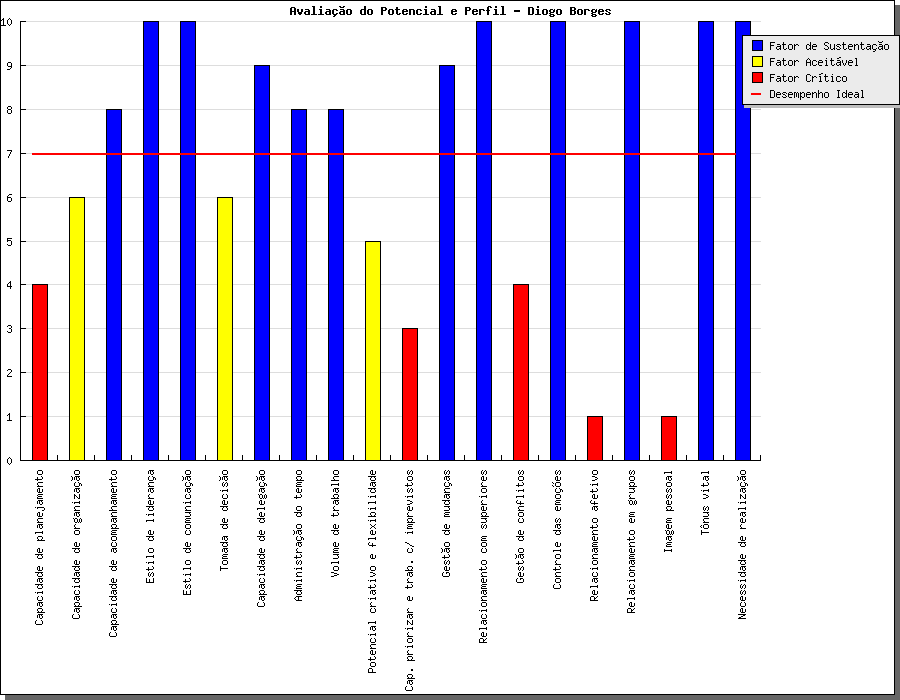 Avaliação do Potencial e Perfil - Diogo Borges
10
9
8
7
6
5
4
3
2
1
0
Fator de Sustentação
Fator Aceitável
Fator Crítico
Desempenho Ideal
Capacidade de planejamento
Capacidade de organização
Capacidade de acompanhamento
Estilo de liderança
Estilo de comunicação
Tomada de decisão
Capacidade de delegação
Administração do tempo
Volume de trabalho
Potencial criativo e flexibilidade
Cap. priorizar e trab. c/ imprevistos
Gestão de mudanças
Relacionamento com superiores
Gestão de conflitos
Controle das emoções
Relacionamento afetivo
Relacionamento em grupos
Imagem pessoal
Tônus vital
Necessidade de realização